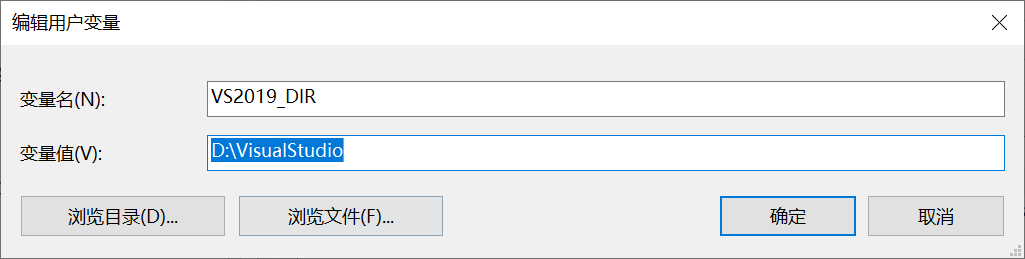 编辑用户变量
变量名(N): VS2019_DIR
变量值(V): D:\VisualStudio
浏览目录(D)... 浏览文件(F)... 确定 取消